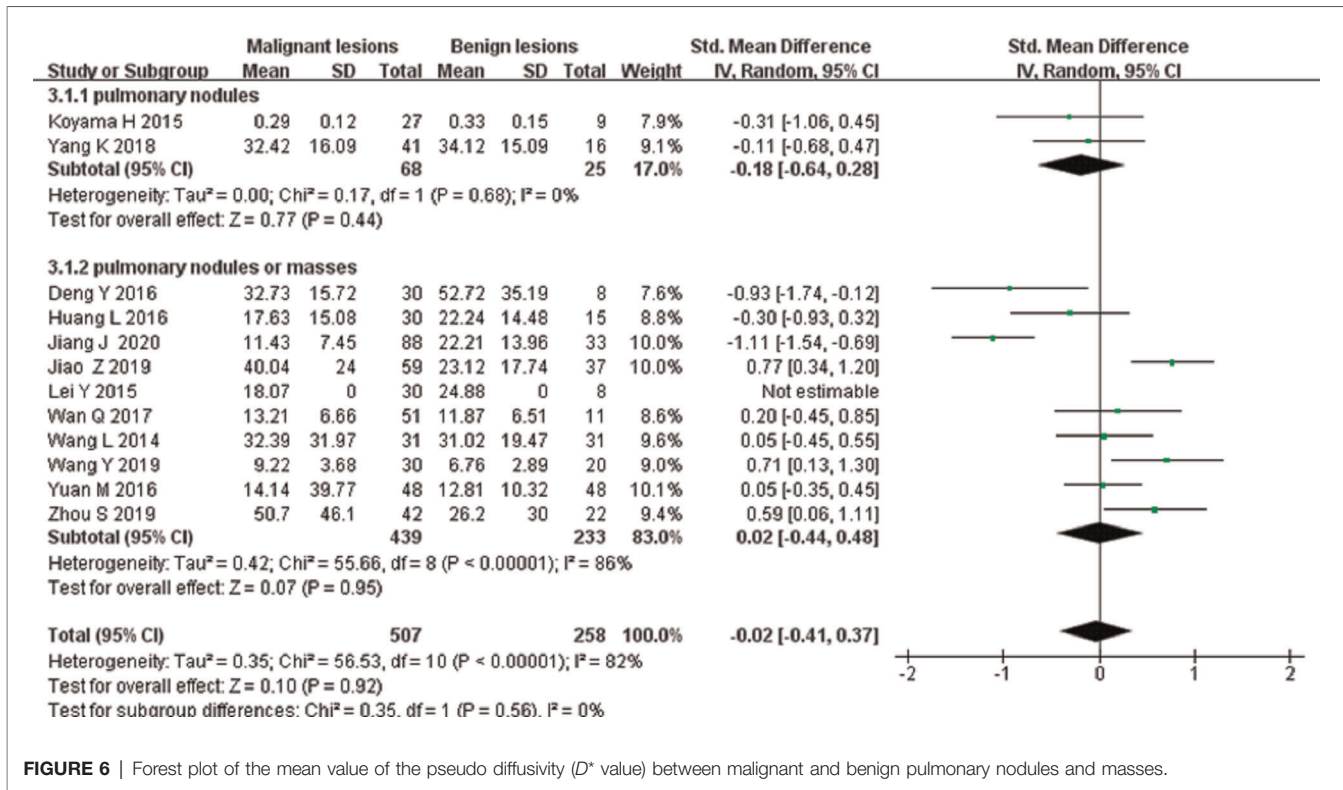 Malignant lesions Benign lesions Std. Mean Difference Std. Mean Difference
Study or Subgroup Mean SD Total Mean SD Total Weight IV, Random, 95% CI IV, Random, 95% CI
3.1.1 pulmonary nodules
Koyama H 2015 0.29 0.12 27 0.33 0.15 9 7.9% -0.31 [-1.06, 0.45]
Yang K 2018 32.42 16.09 41 34.12 15.09 16 9.1% -0.11 [-0.68, 0.47]
Subtotal (95% CI) 68 25 17.0% -0.18 [-0.64, 0.28]
Heterogeneity: Tau² = 0.00; Chi² = 0.17, df = 1 (P = 0.68); I² = 0%
Test for overall effect: Z = 0.77 (P = 0.44)
3.1.2 pulmonary nodules or masses
Deng Y 2016 32.73 15.72 30 52.72 35.19 8 7.6% -0.93 [-1.74, -0.12]
Huang L 2016 17.63 15.08 30 22.24 14.48 15 8.8% -0.30 [-0.93, 0.32]
Jiang J 2020 11.43 7.45 88 22.21 13.96 33 10.0% -1.11 [-1.54, -0.69]
Jiao Z 2019 40.04 24 59 23.12 17.74 37 10.0% 0.77 [0.34, 1.20]
Lei Y 2015 18.07 0 30 24.88 0 8 Not estimable
Wan Q 2017 13.21 6.66 51 11.87 6.51 11 8.6% 0.20 [-0.45, 0.85]
Wang L 2014 32.39 31.97 31 31.02 19.47 31 9.6% 0.05 [-0.45, 0.55]
Wang Y 2019 9.22 3.68 30 6.76 2.89 20 9.0% 0.71 [0.13, 1.30]
Yuan M 2016 14.14 39.77 48 12.81 10.32 48 10.1% 0.05 [-0.35, 0.45]
Zhou S 2019 50.7 46.1 42 26.2 30 22 9.4% 0.59 [0.06, 1.11]
Subtotal (95% CI) 439 233 83.0% 0.02 [-0.44, 0.48]
Heterogeneity: Tau² = 0.42; Chi² = 55.66, df = 8 (P < 0.00001); I² = 86%
Test for overall effect: Z = 0.07 (P = 0.95)
Total (95% CI) 507 258 100.0% -0.02 [-0.41, 0.37]
Heterogeneity: Tau² = 0.35; Chi² = 56.53, df = 10 (P < 0.00001); I² = 82%
Test for overall effect: Z = 0.10 (P = 0.92)
Test for subgroup differences: Chi² = 0.35, df = 1 (P = 0.56), I² = 0%
-2 -1 0 1 2
FIGURE 6 | Forest plot of the mean value of the pseudo diffusivity (D* value) between malignant and benign pulmonary nodules and masses.